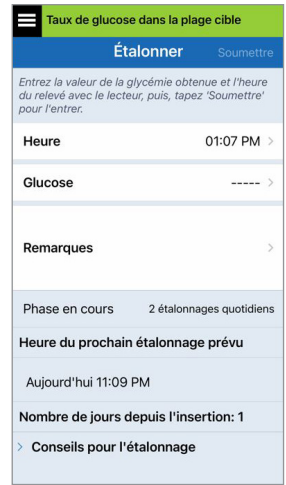 Taux de glucose dans la plage cible
Étalonner Soumettre
Entrez la valeur de la glycémie obtenue et l'heure
du relevé avec le lecteur, puis, tapez 'Soumettre'
pour l'entrer.
Heure 01:07 PM >
Glucose ----- >
Remarques >
Phase en cours 2 étalonnages quotidiens
Heure du prochain étalonnage prévu
Aujourd'hui 11:09 PM
Nombre de jours depuis l'insertion: 1
> Conseils pour l'étalonnage